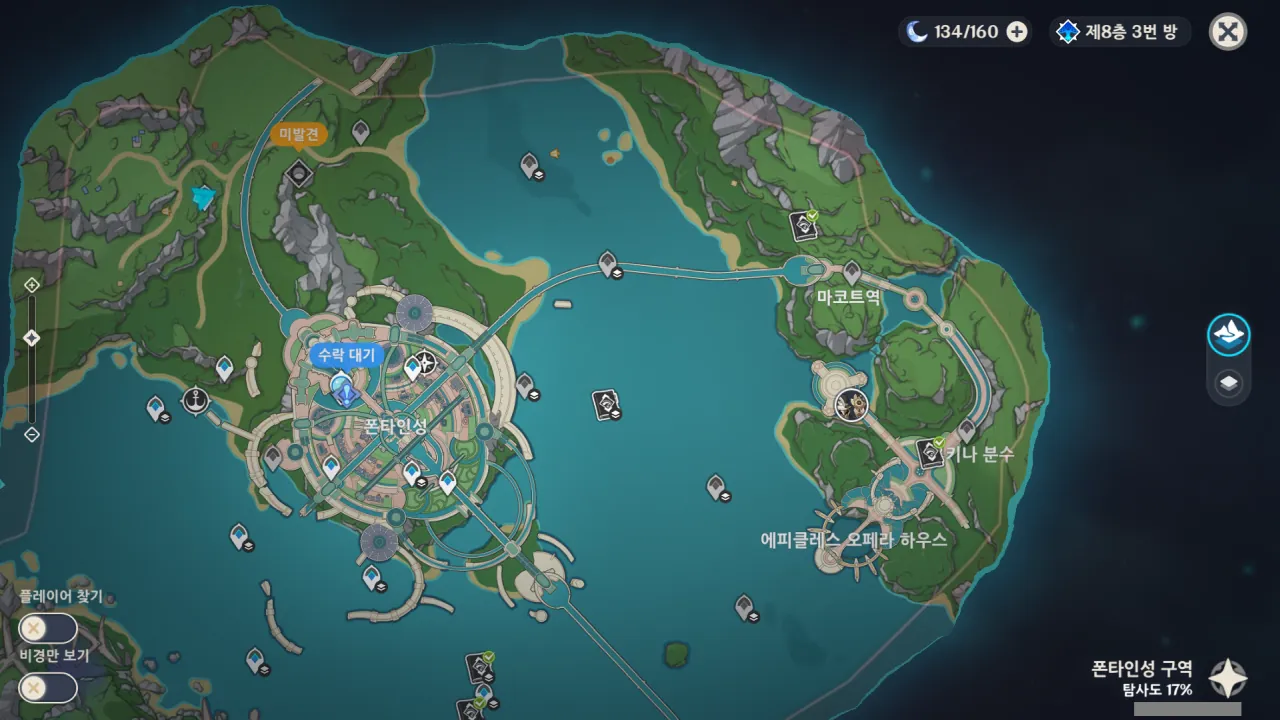 134/160
제8층 3번 방
미발견
마코트역
수락 대기
폰타인성
키나 분수
에피클레스 오페라 하우스
플레이어 찾기
비경만 보기
폰타인성 구역
탐사도 17%